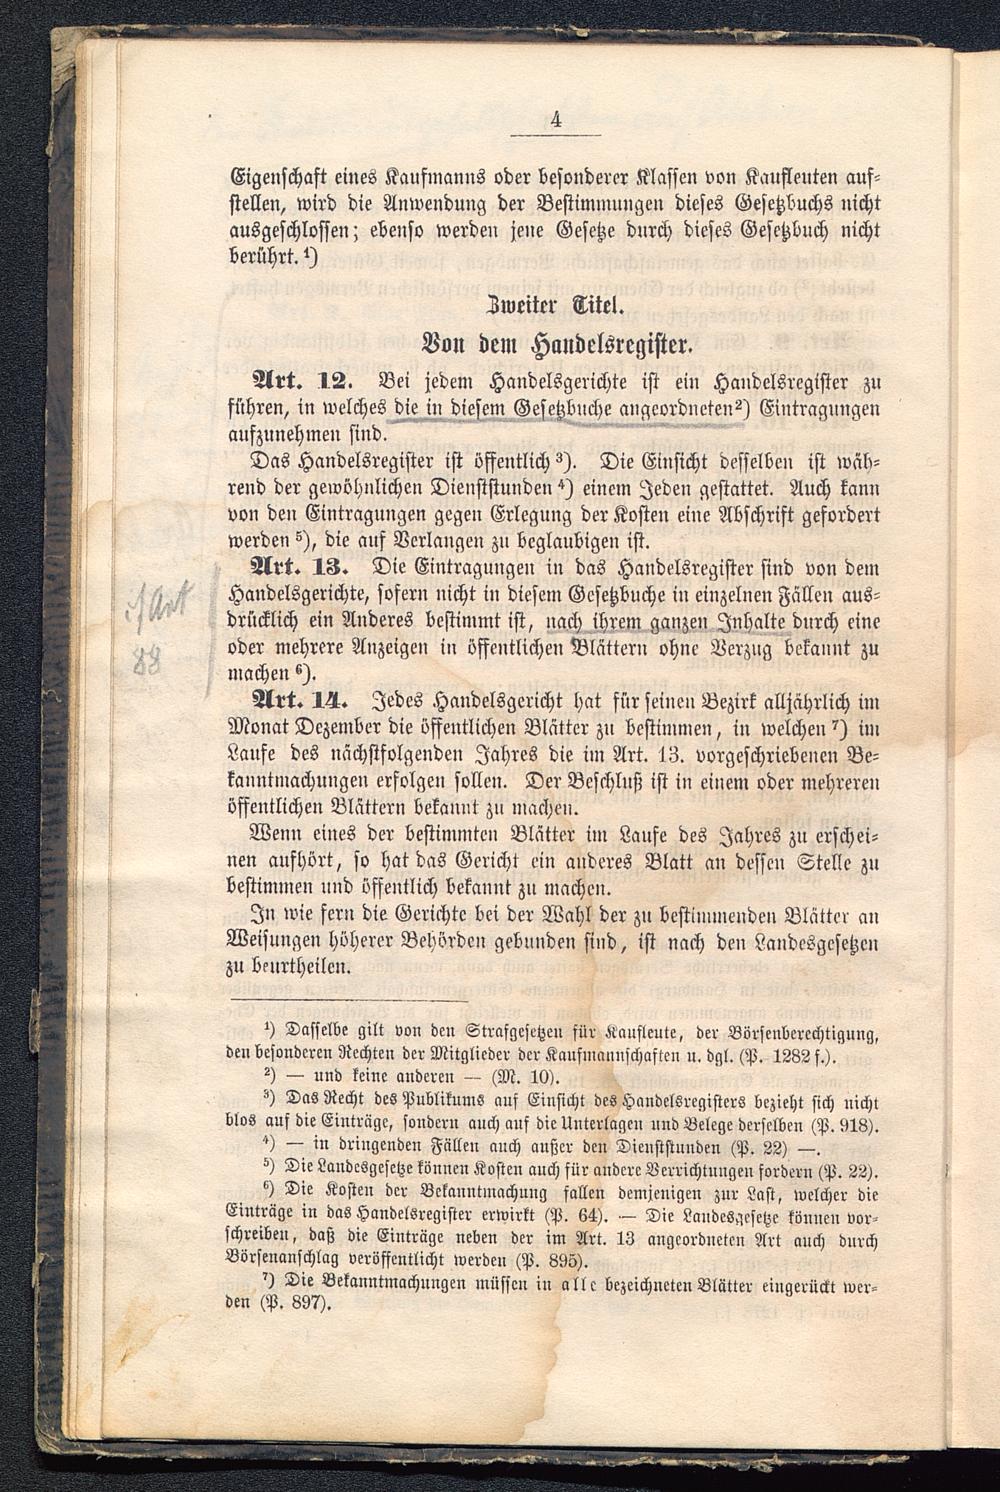 4
Eigenschaft eines Kaufmanns oder besonderer Klassen von Kaufleuten auf-
stellen, wird die Anwendung der Bestimmungen dieses Gesetzbuchs nicht
ausgeschlossen; ebenso werden jene Gesetze durch dieses Gesetzbuch nicht
berührt.¹)
Zweiter Titel.
Von dem Handelsregister.
Art. 12. Bei jedem Handelsgerichte ist ein Handelsregister zu
führen, in welches die in diesem Gesetzbuche angeordneten²) Eintragungen
aufzunehmen sind.
Das Handelsregister ist öffentlich³). Die Einsicht desselben ist wäh-
rend der gewöhnlichen Dienststunden⁴) einem Jeden gestattet. Auch kann
von den Eintragungen gegen Erlegung der Kosten eine Abschrift gefordert
werden⁵), die auf Verlangen zu beglaubigen ist.
Art. 13. Die Eintragungen in das Handelsregister sind von dem
Handelsgerichte, sofern nicht in diesem Gesetzbuche in einzelnen Fällen aus-
drücklich ein Anderes bestimmt ist, nach ihrem ganzen Inhalte durch eine
oder mehrere Anzeigen in öffentlichen Blättern ohne Verzug bekannt zu
machen⁶).
Art
88
Art. 14. Jedes Handelsgericht hat für seinen Bezirk alljährlich im
Monat Dezember die öffentlichen Blätter zu bestimmen, in welchen⁷) im
Laufe des nächstfolgenden Jahres die im Art. 13. vorgeschriebenen Be-
kanntmachungen erfolgen sollen. Der Beschluß ist in einem oder mehreren
öffentlichen Blättern bekannt zu machen.
Wenn eines der bestimmten Blätter im Laufe des Jahres zu erschei-
nen aufhört, so hat das Gericht ein anderes Blatt an dessen Stelle zu
bestimmen und öffentlich bekannt zu machen.
In wie fern die Gerichte bei der Wahl der zu bestimmenden Blätter an
Weisungen höherer Behörden gebunden sind, ist nach den Landesgesetzen
zu beurtheilen.
¹) Dasselbe gilt von den Strafgesetzen für Kaufleute, der Börsenberechtigung,
den besonderen Rechten der Mitglieder der Kaufmannschaften u. dgl. (P. 1282 f.).
²) — und keine anderen — (M. 10).
³) Das Recht des Publikums auf Einsicht des Handelsregisters bezieht sich nicht
blos auf die Einträge, sondern auch auf die Unterlagen und Belege derselben (P. 918).
⁴) — in dringenden Fällen auch außer den Dienststunden (P. 22) —.
⁵) Die Landesgesetze können Kosten auch für andere Verrichtungen fordern (P. 22).
⁶) Die Kosten der Bekanntmachung fallen demjenigen zur Last, welcher die
Einträge in das Handelsregister erwirkt (P. 64). — Die Landesgesetze können vor-
schreiben, daß die Einträge neben der im Art. 13 angeordneten Art auch durch
Börsenanschlag veröffentlicht werden (P. 895).
⁷) Die Bekanntmachungen müssen in alle bezeichneten Blätter eingerückt wer-
den (P. 897).